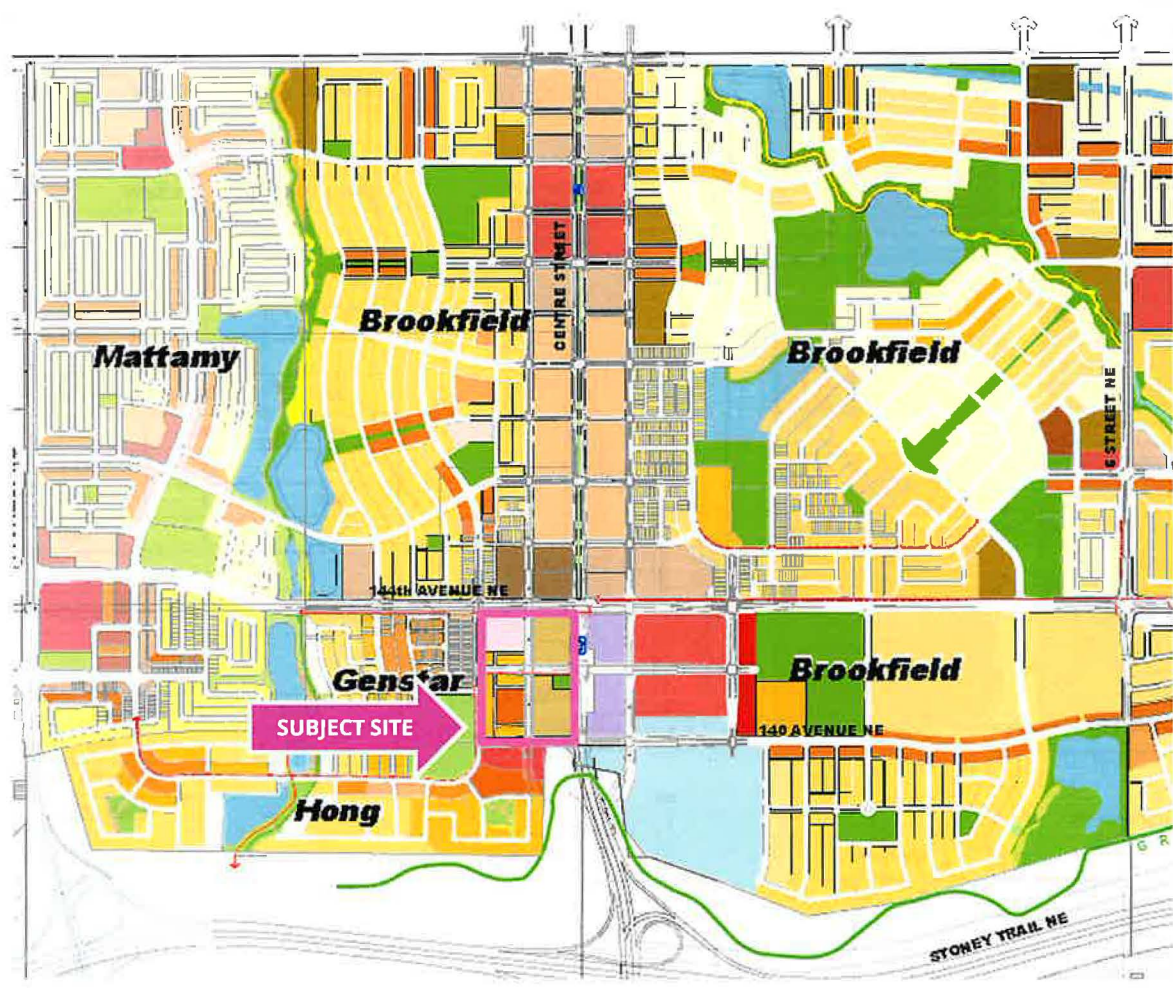 CENTRE STREET
Brookfield
Mattamy
Brookfield
6 STREET NE
144th AVENUE NE
Genstar
Brookfield
SUBJECT SITE
140 AVENUE NE
Hong
G R
STONEY TRAIL NE